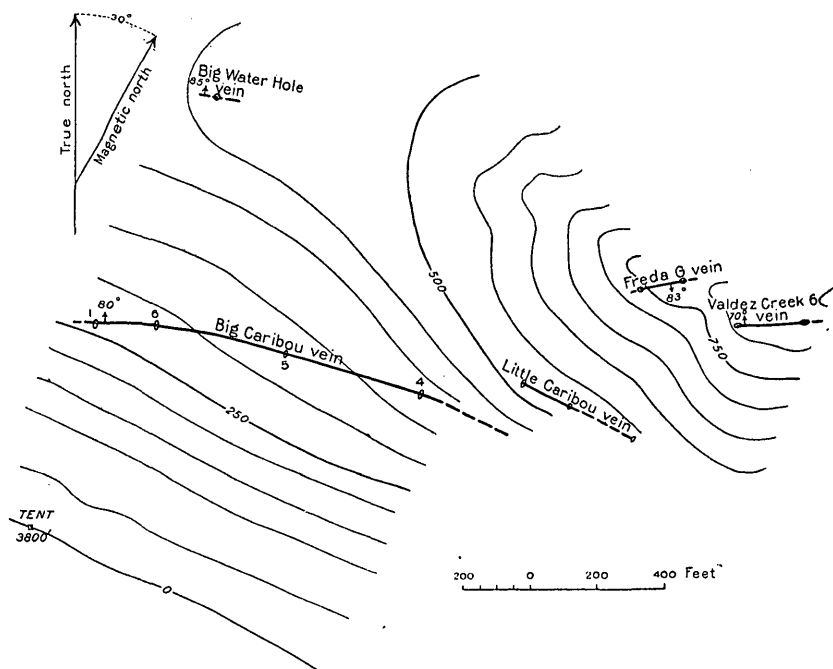 30°
True north
Magnetic north
Big Water Hole
85°
vein
500
Freda G vein
83°
Valdez Creek 6
70°
vein
750
1
80°
6
Big Caribou vein
5
4
Little Caribou vein
250
TENT
3800'
0
200 0 200 400 Feet